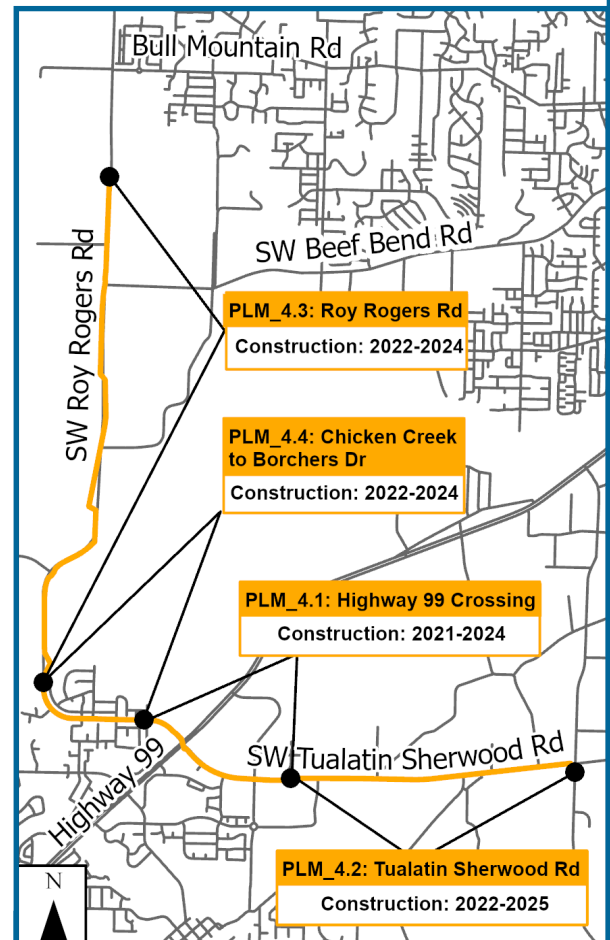 Bull Mountain Rd
SW Beef Bend Rd
SW Roy Rogers Rd
PLM_4.3: Roy Rogers Rd
Construction: 2022-2024
PLM_4.4: Chicken Creek
to Borchers Dr
Construction: 2022-2024
PLM_4.1: Highway 99 Crossing
Construction: 2021-2024
SW Tualatin Sherwood Rd
Highway 99
PLM_4.2: Tualatin Sherwood Rd
Construction: 2022-2025
N